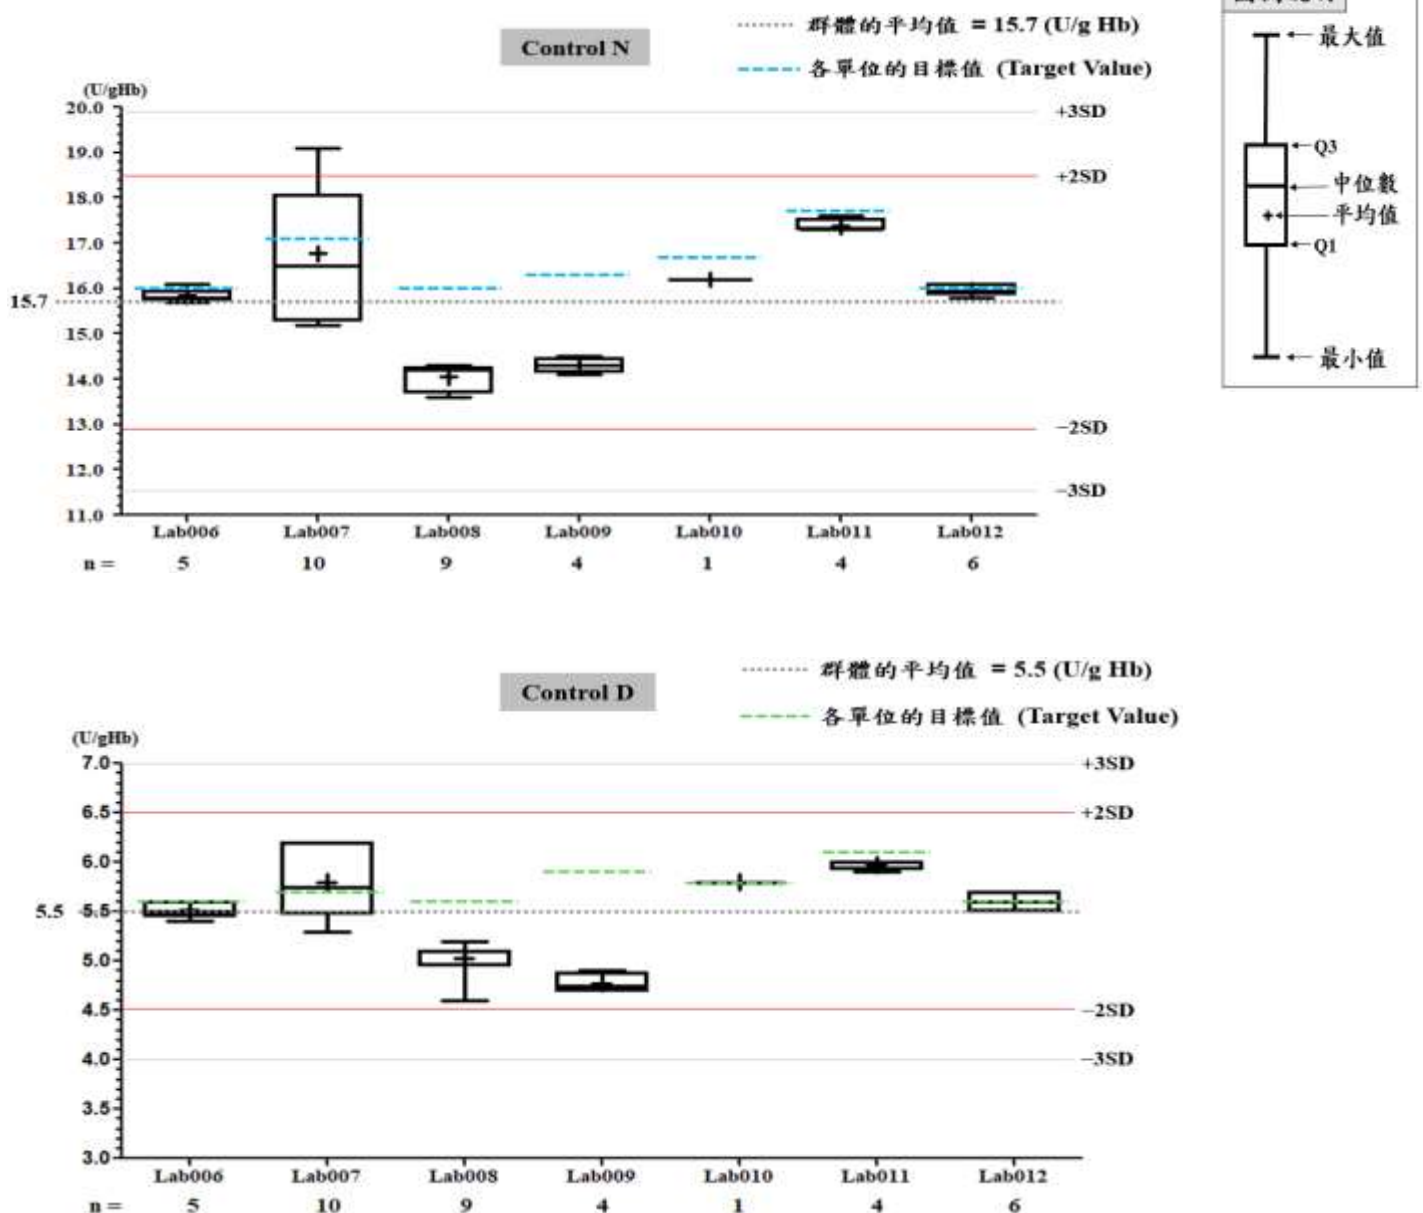 Control N
群體的平均值 = 15.7 (U/g Hb)
各單位的目標值 (Target Value)
(U/gHb)
20.0
19.0
18.0
17.0
16.0
15.7
15.0
14.0
13.0
12.0
11.0
+3SD
+2SD
−2SD
−3SD
Lab006 Lab007 Lab008 Lab009 Lab010 Lab011 Lab012
n = 5 10 9 4 1 4 6
最大值
Q3
中位數
平均值
Q1
最小值
Control D
群體的平均值 = 5.5 (U/g Hb)
各單位的目標值 (Target Value)
(U/gHb)
7.0
6.5
6.0
5.5 5.5
5.0
4.5
4.0
3.5
3.0
+3SD
+2SD
−2SD
−3SD
Lab006 Lab007 Lab008 Lab009 Lab010 Lab011 Lab012
n = 5 10 9 4 1 4 6